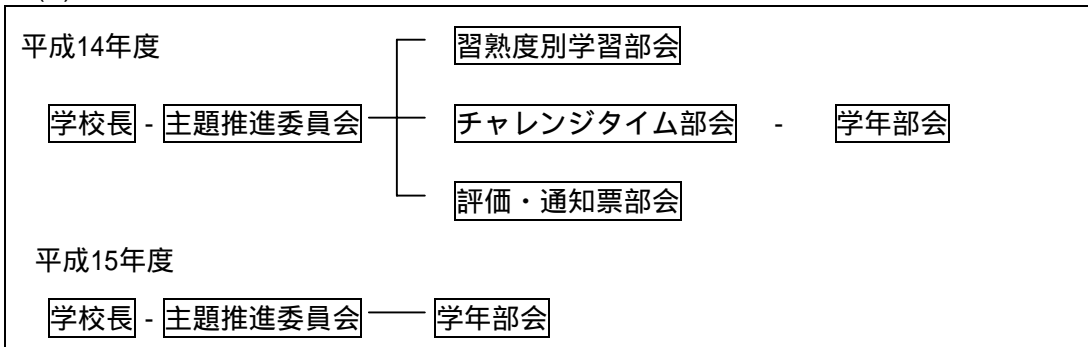 平成14年度
習熟度別学習部会
学校長 - 主題推進委員会
チャレンジタイム部会 - 学年部会
評価・通知票部会
平成15年度
学校長 - 主題推進委員会 学年部会